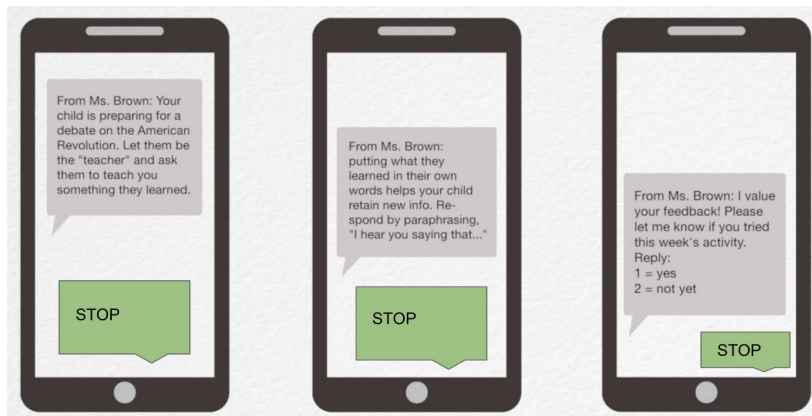 From Ms. Brown: Your
child is preparing for a
debate on the American
Revolution. Let them be
the "teacher" and ask
them to teach you
something they learned.
STOP
From Ms. Brown:
putting what they
learned in their own
words helps your child
retain new info. Re-
spond by paraphrasing,
"I hear you saying that..."
STOP
From Ms. Brown: I value
your feedback! Please
let me know if you tried
this week's activity.
Reply:
1 = yes
2 = not yet
STOP